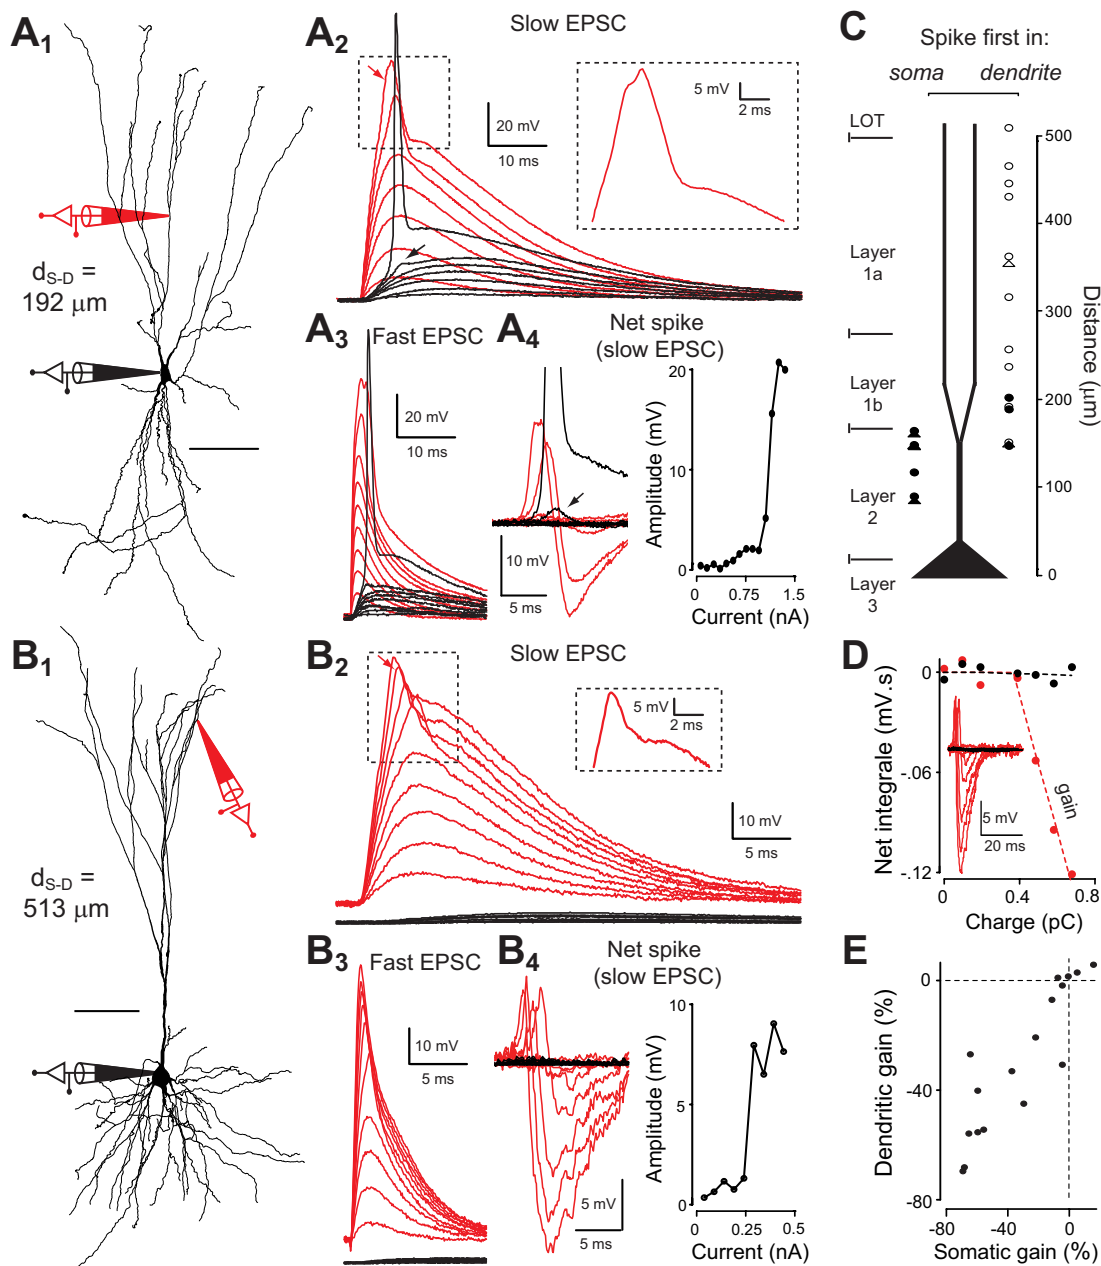 A1
dS-D =
192 μm
A2
Slow EPSC
20 mV
10 ms
5 mV
2 ms
A3
Fast EPSC
20 mV
10 ms
A4
Net spike
(slow EPSC)
10 mV
5 ms
Amplitude (mV)
20
10
0
0
0.75
1.5
Current (nA)
B1
dS-D =
513 μm
B2
Slow EPSC
5 mV
2 ms
10 mV
5 ms
B3
Fast EPSC
10 mV
5 ms
B4
Net spike
(slow EPSC)
5 mV
5 ms
Amplitude (mV)
10
5
0
0
0.25
0.5
Current (nA)
C
Spike first in:
soma
dendrite
LOT
Layer
1a
Layer
1b
Layer
2
Layer
3
500
400
300
200
100
0
Distance
(μm)
D
Net integrale (mV.s)
0
-.06
-.12
gain
5 mV
20 ms
0
0.4
0.8
Charge (pC)
E
Dendritic gain (%)
0
-40
-80
-80
-40
0
Somatic gain (%)